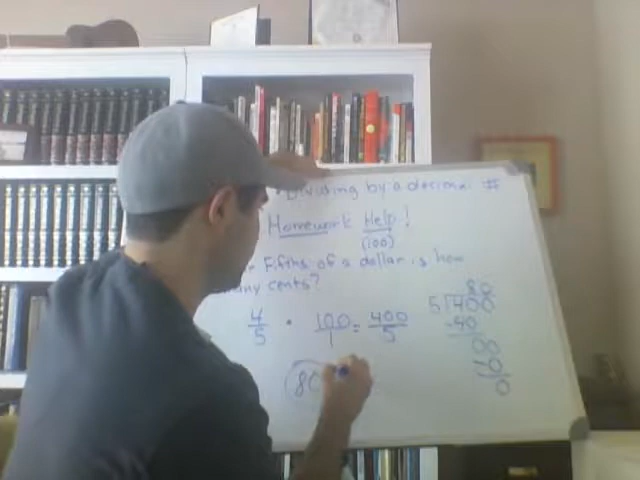 Dividing by a decimal #
Homework Help!
(100)
Fifths of a dollar is how
many cents?
4/5 · 100/1 = 400/5
80
5)400
-40
00
0
0
80